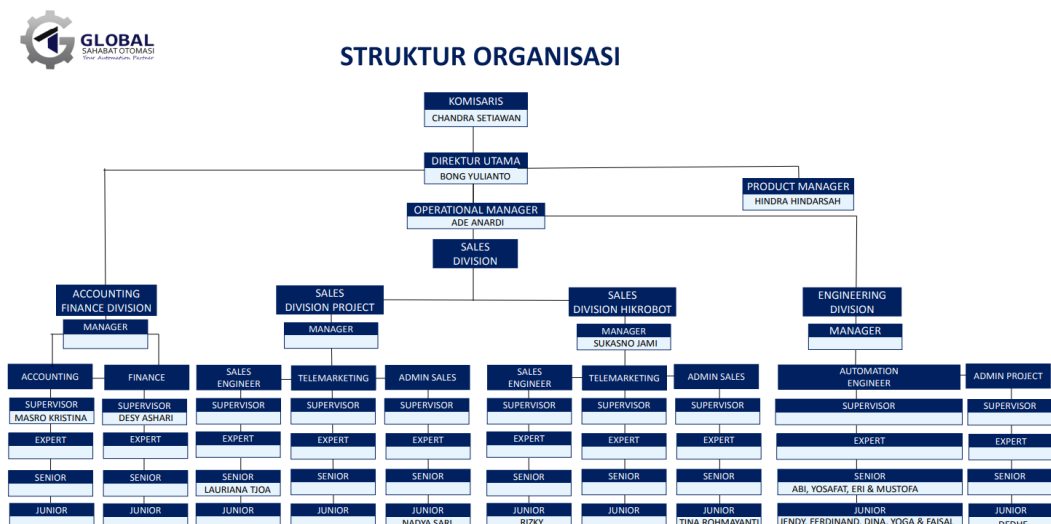 GLOBAL
SAHABAT OTOMASI
Your Automation Partner
STRUKTUR ORGANISASI
KOMISARIS
CHANDRA SETIAWAN
DIREKTUR UTAMA
BONG YULIANTO
PRODUCT MANAGER
HINDRA HINDARSAH
OPERATIONAL MANAGER
ADE ANARDI
SALES
DIVISION
ACCOUNTING
FINANCE DIVISION
MANAGER
SALES
DIVISION PROJECT
MANAGER
SALES
DIVISION HIKROBOT
MANAGER
SUKASNO JAMI
ENGINEERING
DIVISION
MANAGER
ACCOUNTING
FINANCE
SALES
ENGINEER
TELEMARKETING
ADMIN SALES
SALES
ENGINEER
TELEMARKETING
ADMIN SALES
AUTOMATION
ENGINEER
ADMIN PROJECT
SUPERVISOR
MASRO KRISTINA
SUPERVISOR
DESY ASHARI
SUPERVISOR
SUPERVISOR
SUPERVISOR
SUPERVISOR
SUPERVISOR
SUPERVISOR
SUPERVISOR
SUPERVISOR
EXPERT
EXPERT
EXPERT
EXPERT
EXPERT
EXPERT
EXPERT
EXPERT
EXPERT
EXPERT
SENIOR
SENIOR
SENIOR
LAURIANA TJOA
SENIOR
SENIOR
SENIOR
SENIOR
SENIOR
SENIOR
ABI, YOSAFAT, ERI & MUSTOFA
SENIOR
JUNIOR
JUNIOR
JUNIOR
JUNIOR
JUNIOR
NADYA SARI
JUNIOR
RIZKY
JUNIOR
JUNIOR
TINA ROHMAYANTI
JUNIOR
JENDY, FERDINAND, DINA, YOGA & FAISAL
JUNIOR